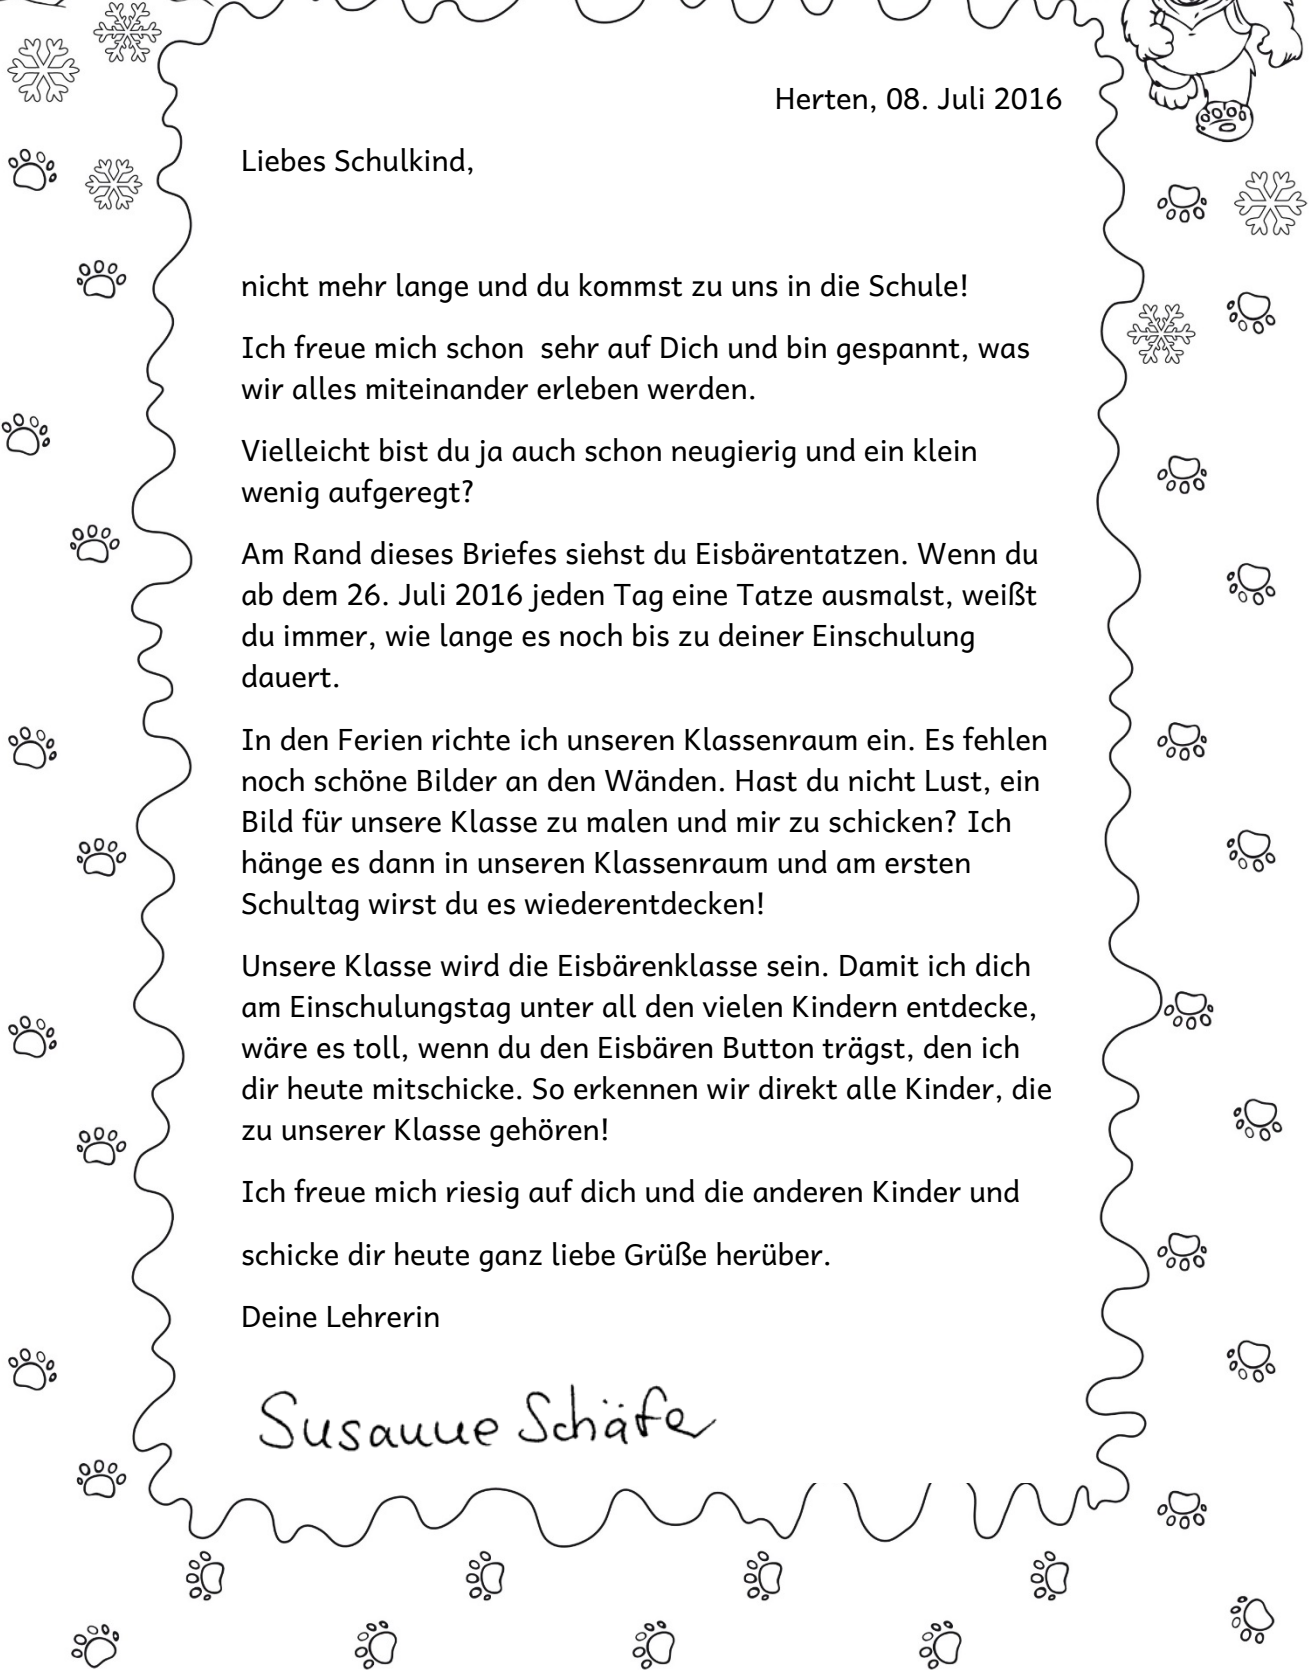 Herten, 08. Juli 2016
Liebes Schulkind,
nicht mehr lange und du kommst zu uns in die Schule!
Ich freue mich schon  sehr auf Dich und bin gespannt, was
wir alles miteinander erleben werden.
Vielleicht bist du ja auch schon neugierig und ein klein
wenig aufgeregt?
Am Rand dieses Briefes siehst du Eisbärentatzen. Wenn du
ab dem 26. Juli 2016 jeden Tag eine Tatze ausmalst, weißt
du immer, wie lange es noch bis zu deiner Einschulung
dauert.
In den Ferien richte ich unseren Klassenraum ein. Es fehlen
noch schöne Bilder an den Wänden. Hast du nicht Lust, ein
Bild für unsere Klasse zu malen und mir zu schicken? Ich
hänge es dann in unseren Klassenraum und am ersten
Schultag wirst du es wiederentdecken!
Unsere Klasse wird die Eisbärenklasse sein. Damit ich dich
am Einschulungstag unter all den vielen Kindern entdecke,
wäre es toll, wenn du den Eisbären Button trägst, den ich
dir heute mitschicke. So erkennen wir direkt alle Kinder, die
zu unserer Klasse gehören!
Ich freue mich riesig auf dich und die anderen Kinder und
schicke dir heute ganz liebe Grüße herüber.
Deine Lehrerin
Susanne Schäfer